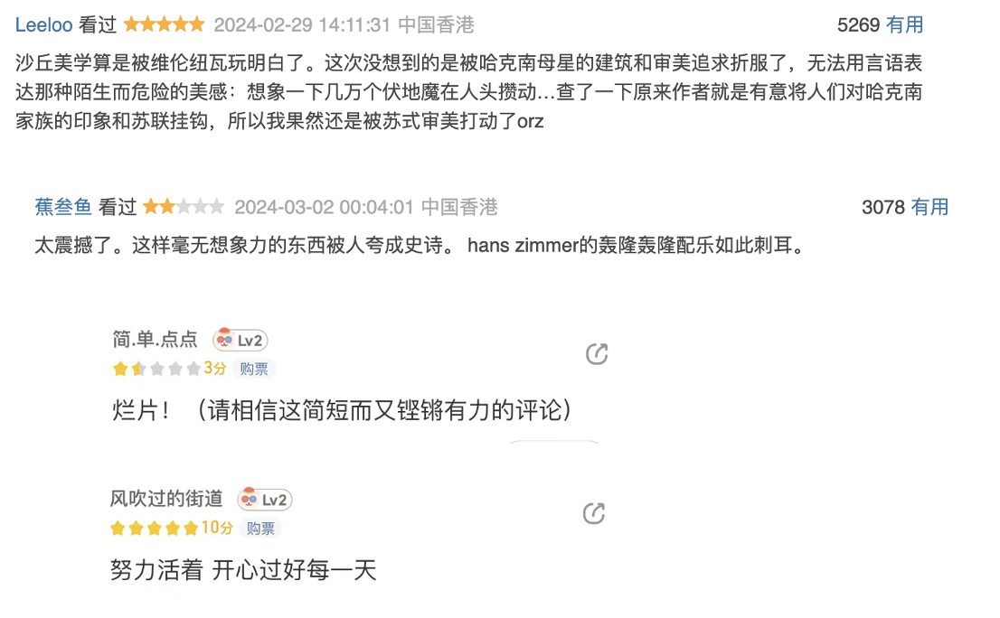 Leeloo 看过 2024-02-29 14:11:31 中国香港 5269 有用
沙丘美学算是被维伦纽瓦玩明白了。这次没想到的是被哈克南母星的建筑和审美追求折服了，无法用言语表
达那种陌生而危险的美感：想象一下几万个伏地魔在人头攒动...查了一下原来作者就是有意将人们对哈克南
家族的印象和苏联挂钩，所以我果然还是被苏式审美打动了orz
蕉叁鱼 看过 2024-03-02 00:04:01 中国香港 3078 有用
太震撼了。这样毫无想象力的东西被人夸成史诗。 hans zimmer的轰隆轰隆配乐如此刺耳。
简.单.点点 Lv2
3分 购票
烂片！（请相信这简短而又铿锵有力的评论）
风吹过的街道 Lv2
10分 购票
努力活着 开心过好每一天